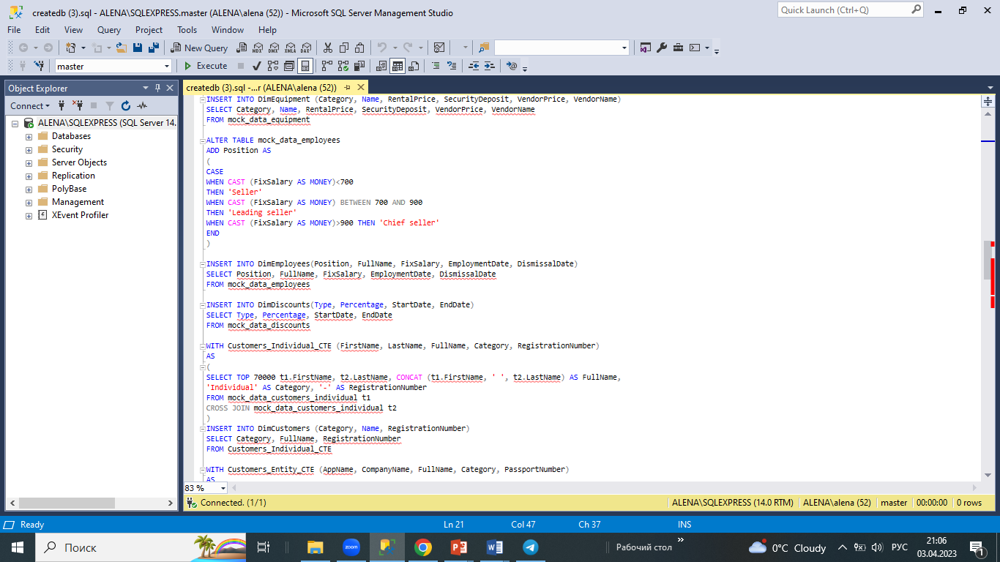 createdb (3).sql - ALENA\SQLEXPRESS.master (ALENA\alena (52)) - Microsoft SQL Server Management Studio
Quick Launch (Ctrl+Q)
File Edit View Query Project Tools Window Help
New Query
MDX DMX XMLA DAX
master
Execute
Object Explorer
createdb (3).sql -...r (ALENA\alena (52))
Connect
ALENA\SQLEXPRESS (SQL Server 14.
Databases
Security
Server Objects
Replication
PolyBase
Management
XEvent Profiler
INSERT INTO DimEquipment (Category, Name, RentalPrice, SecurityDeposit, VendorPrice, VendorName)
SELECT Category, Name, RentalPrice, SecurityDeposit, VendorPrice, VendorName
FROM mock_data_equipment
ALTER TABLE mock_data_employees
ADD Position AS
(
CASE
WHEN CAST (FixSalary AS MONEY)<700
THEN 'Seller'
WHEN CAST (FixSalary AS MONEY) BETWEEN 700 AND 900
THEN 'Leading seller'
WHEN CAST (FixSalary AS MONEY)>900 THEN 'Chief seller'
END
)
INSERT INTO DimEmployees(Position, FullName, FixSalary, EmploymentDate, DismissalDate)
SELECT Position, FullName, FixSalary, EmploymentDate, DismissalDate
FROM mock_data_employees
INSERT INTO DimDiscounts(Type, Percentage, StartDate, EndDate)
SELECT Type, Percentage, StartDate, EndDate
FROM mock_data_discounts
WITH Customers_Individual_CTE (FirstName, LastName, FullName, Category, RegistrationNumber)
AS
(
SELECT TOP 70000 t1.FirstName, t2.LastName, CONCAT (t1.FirstName, ' ', t2.LastName) AS FullName,
'Individual' AS Category, '-' AS RegistrationNumber
FROM mock_data_customers_individual t1
CROSS JOIN mock_data_customers_individual t2
)
INSERT INTO DimCustomers (Category, Name, RegistrationNumber)
SELECT Category, FullName, RegistrationNumber
FROM Customers_Individual_CTE
WITH Customers_Entity_CTE (AppName, CompanyName, FullName, Category, PassportNumber)
AS
83 %
Connected. (1/1)
ALENA\SQLEXPRESS (14.0 RTM) ALENA\alena (52) master 00:00:00 0 rows
Ready
Ln 21 Col 47 Ch 37 INS
Поиск
zoom
Рабочий стол
0°C Cloudy
РУС
21:06
03.04.2023
1